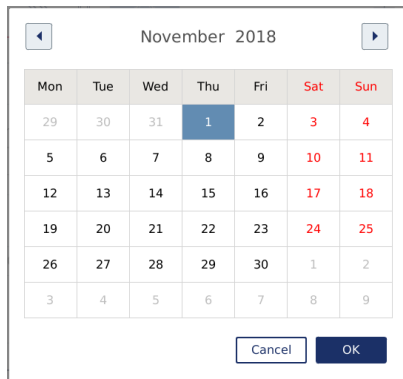 November 2018
Mon Tue Wed Thu Fri Sat Sun
29 30 31 1 2 3 4
5 6 7 8 9 10 11
12 13 14 15 16 17 18
19 20 21 22 23 24 25
26 27 28 29 30 1 2
3 4 5 6 7 8 9
Cancel OK